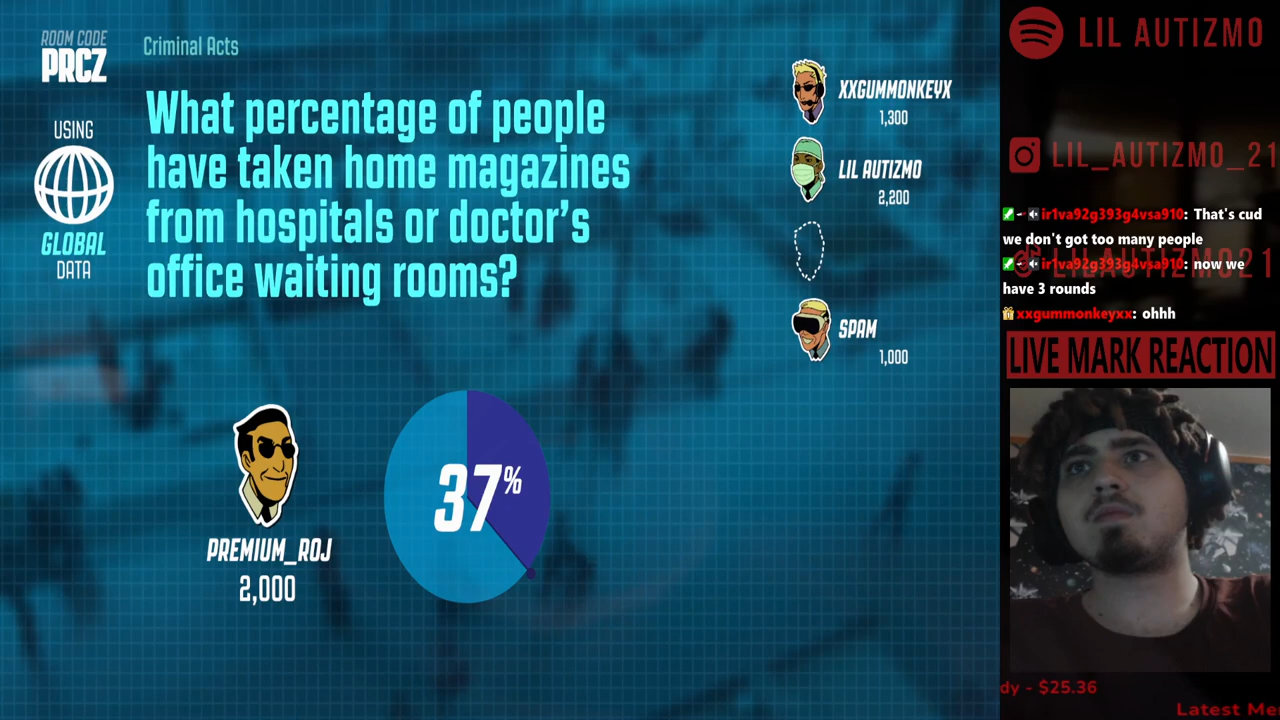 ROOM CODE
PRCZ
Criminal Acts
USING
GLOBAL
DATA
What percentage of people
have taken home magazines
from hospitals or doctor's
office waiting rooms?
XXGUMMONKEYX
1,300
LIL AUTIZMO
2,200
SPAM
1,000
PREMIUM_ROJ
2,000
37%
LIL AUTIZMO
LIL_AUTIZMO_21
ir1va92g393g4vsa910: That's cud
we don't got too many people
ir1va92g393g4vsa910: now we
have 3 rounds
xxgummonkeyxx: ohhh
LIVE MARK REACTION
dy - $25.36
Latest Me